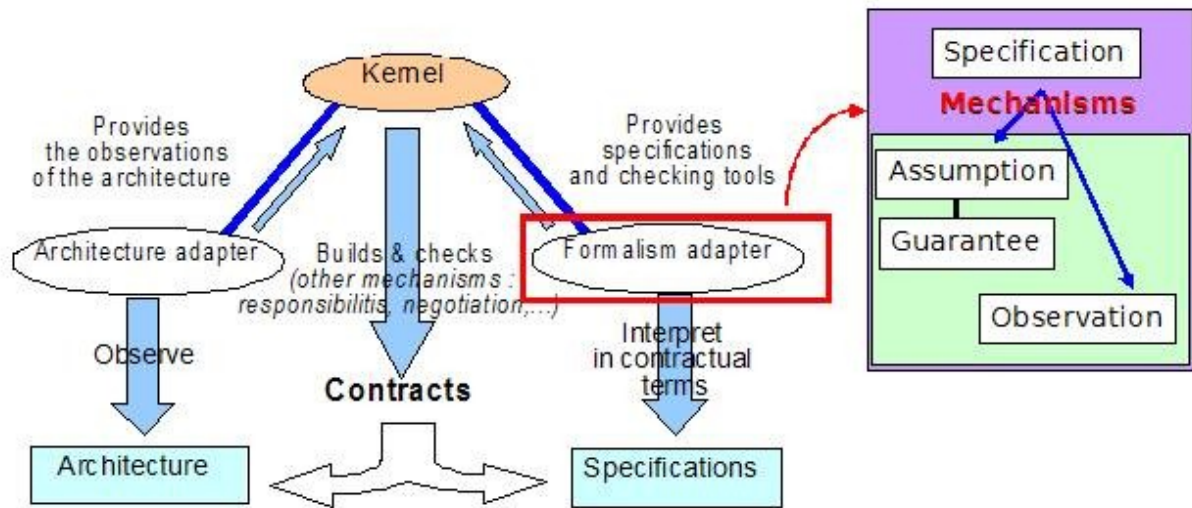 Kernel
Provides
the observations
of the architecture
Provides
specifications
and checking tools
Architecture adapter
Builds & checks
(other mechanisms :
responsibilitis, negotiation,...)
Formalism adapter
Observe
Interpret
in contractual
terms
Contracts
Architecture
Specifications
Specification
Mechanisms
Assumption
Guarantee
Observation